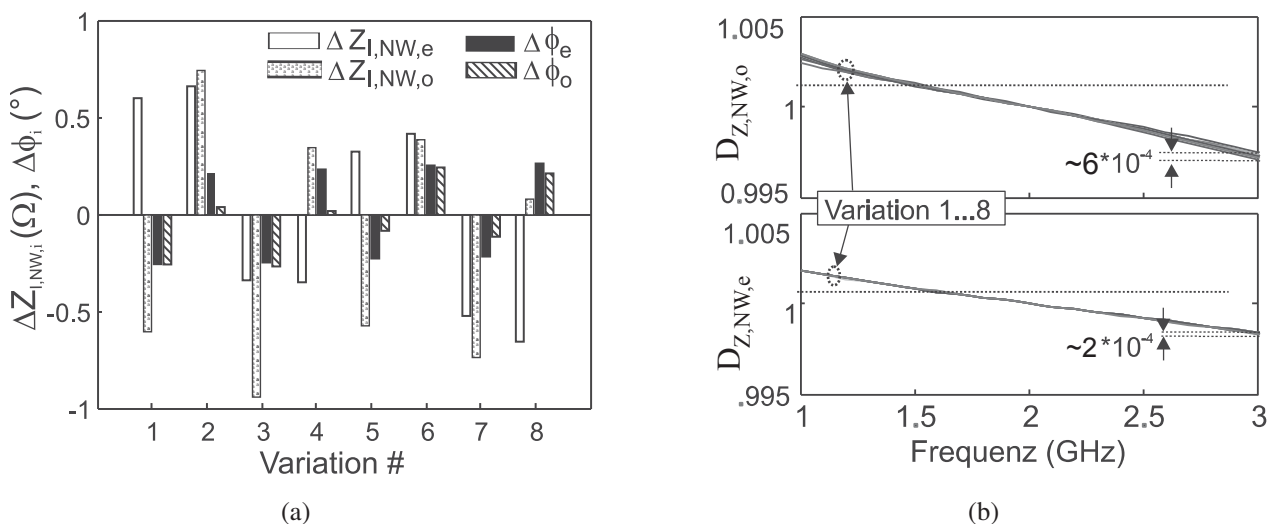 1
0.5
0
-0.5
-1
ΔZ_{l,NW,i} (Ω), Δϕ_i (°)
ΔZ_{l,NW,e}
ΔZ_{l,NW,o}
Δϕ_e
Δϕ_o
1 2 3 4 5 6 7 8
Variation #
(a)
1.005
1
0.995
D_{Z,NW,o}
~6*10^{-4}
Variation 1...8
1.005
1
.995
D_{Z,NW,e}
~2*10^{-4}
1 1.5 2 2.5 3
Frequenz (GHz)
(b)